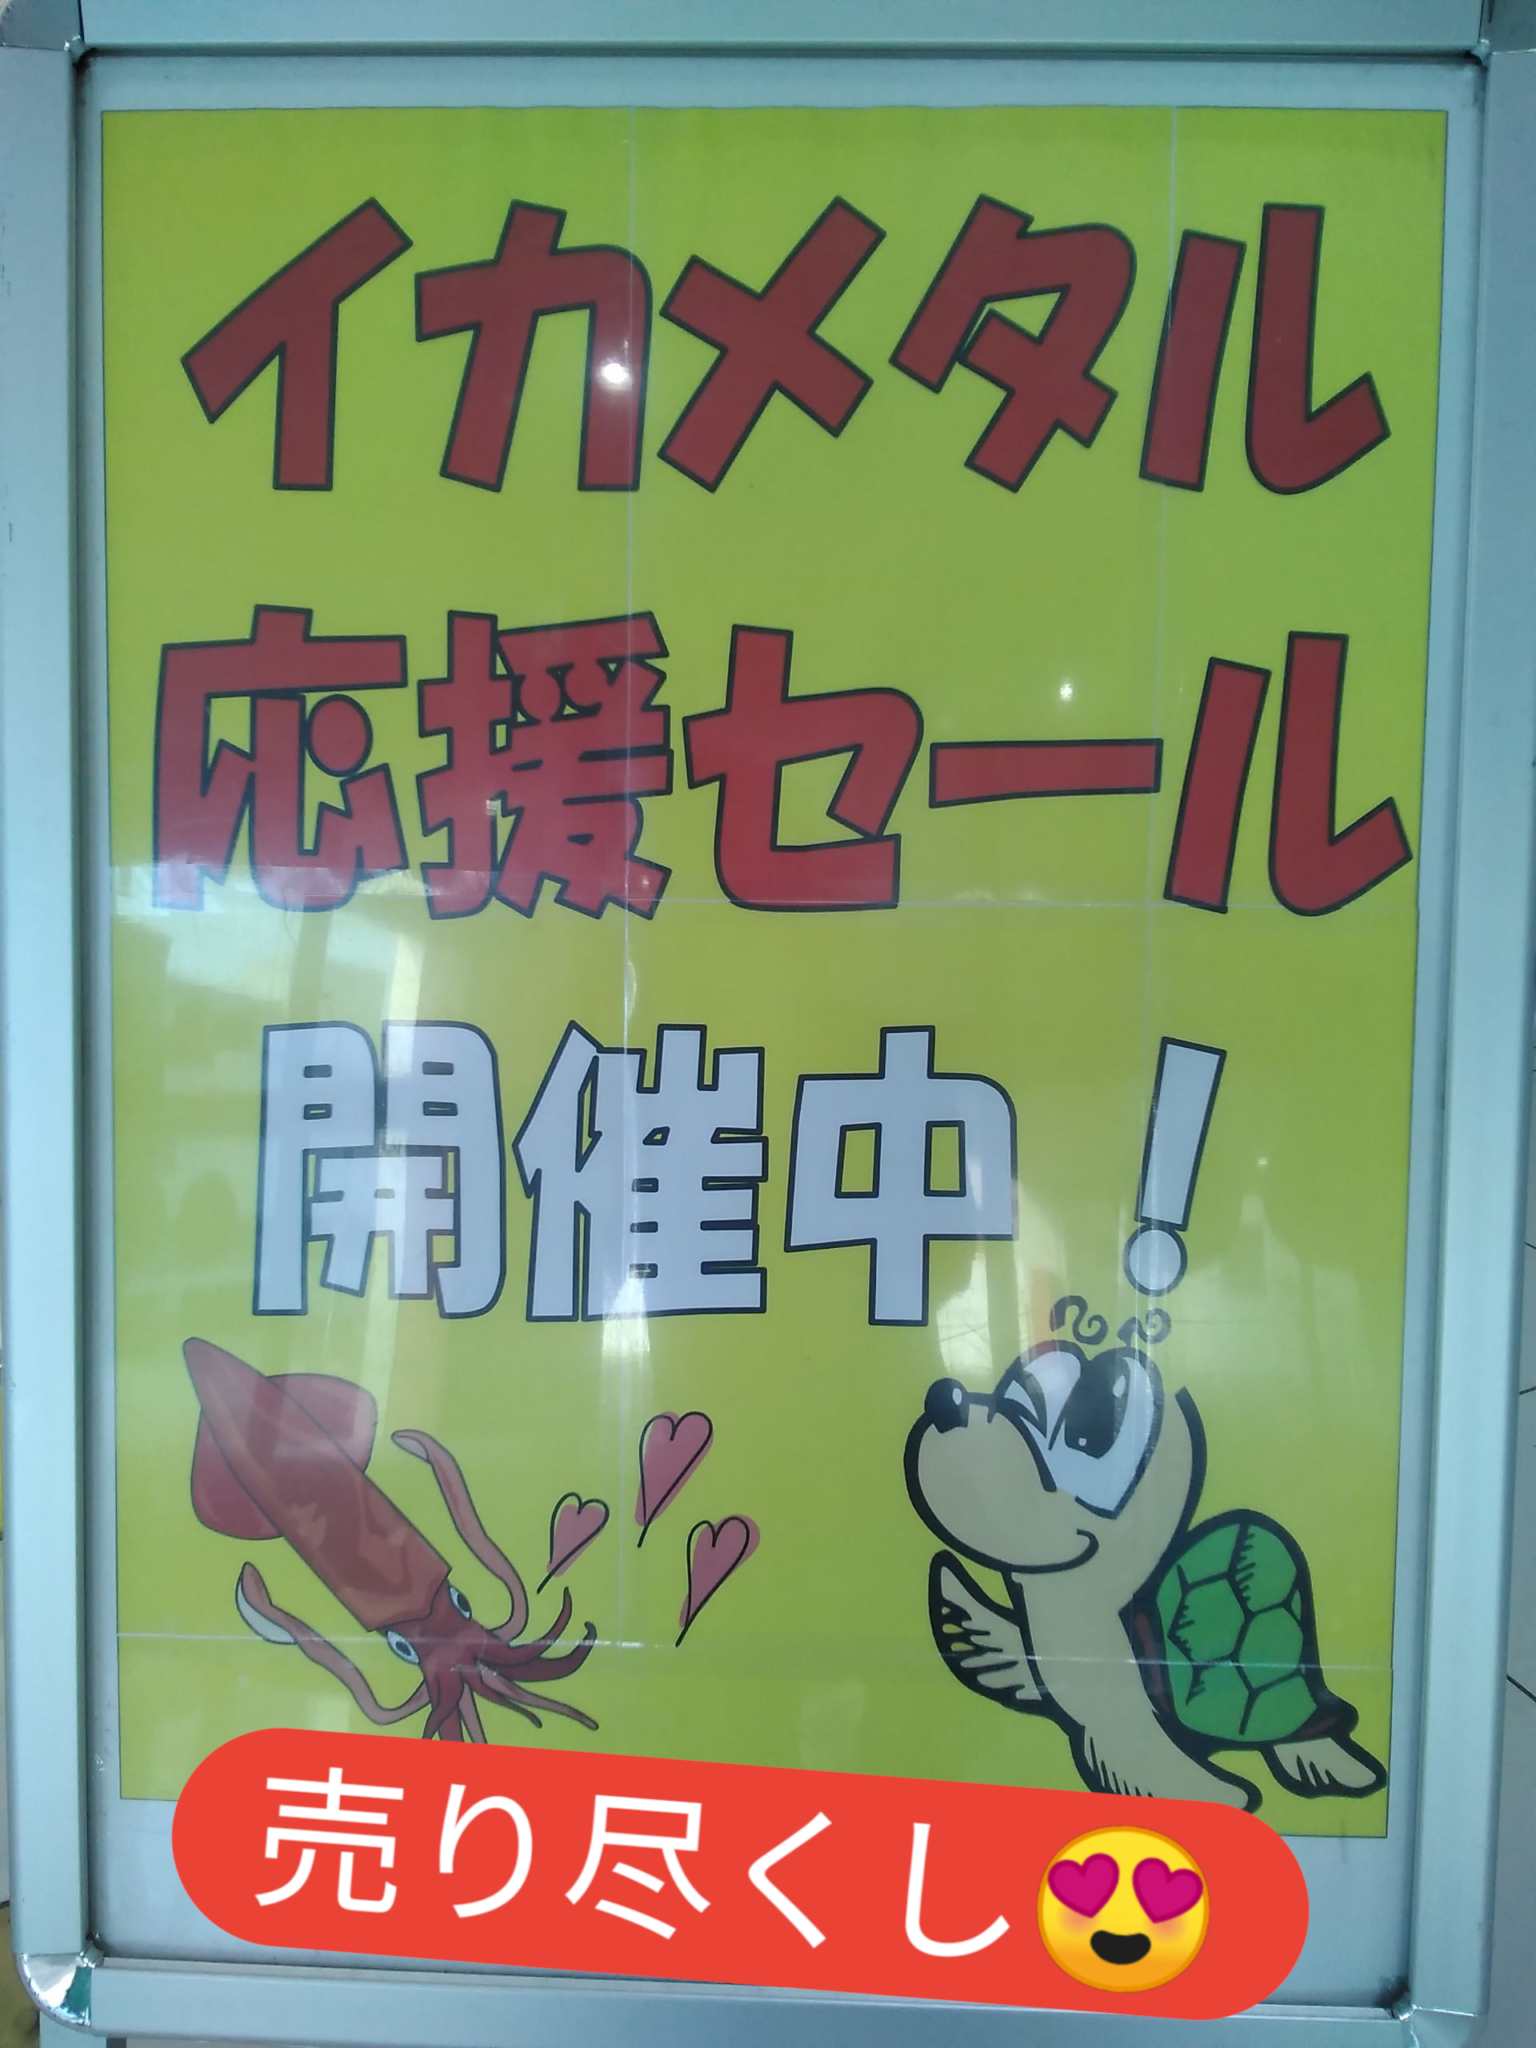 イカメタル
応援セール
開催中!
売り尽くし😍